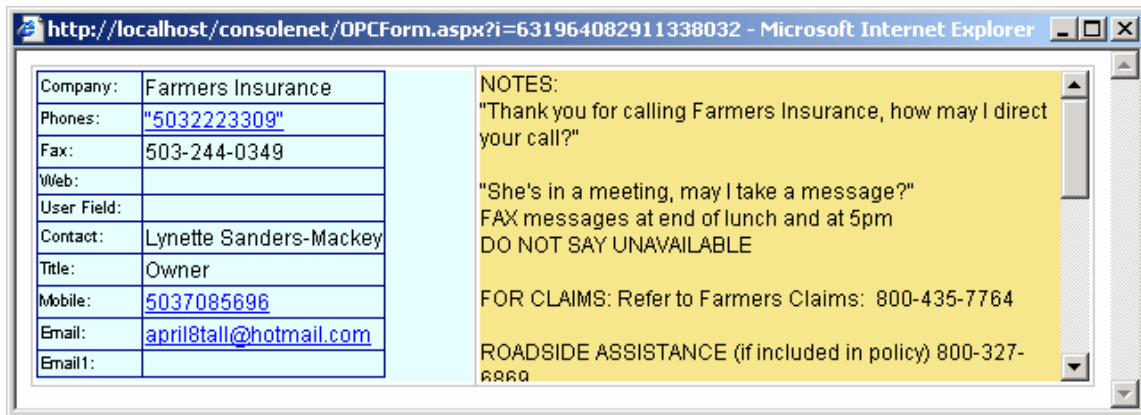 http://localhost/consolenet/OPCForm.aspx?i=631964082911338032 - Microsoft Internet Explorer
Company: Farmers Insurance
Phones: "5032223309"
Fax: 503-244-0349
Web:
User Field:
Contact: Lynette Sanders-Mackey
Title: Owner
Mobile: 5037085696
Email: april8tall@hotmail.com
Email1:
NOTES:
"Thank you for calling Farmers Insurance, how may I direct
your call?"
"She's in a meeting, may I take a message?"
FAX messages at end of lunch and at 5pm
DO NOT SAY UNAVAILABLE
FOR CLAIMS: Refer to Farmers Claims: 800-435-7764
ROADSIDE ASSISTANCE (if included in policy) 800-327-
6869